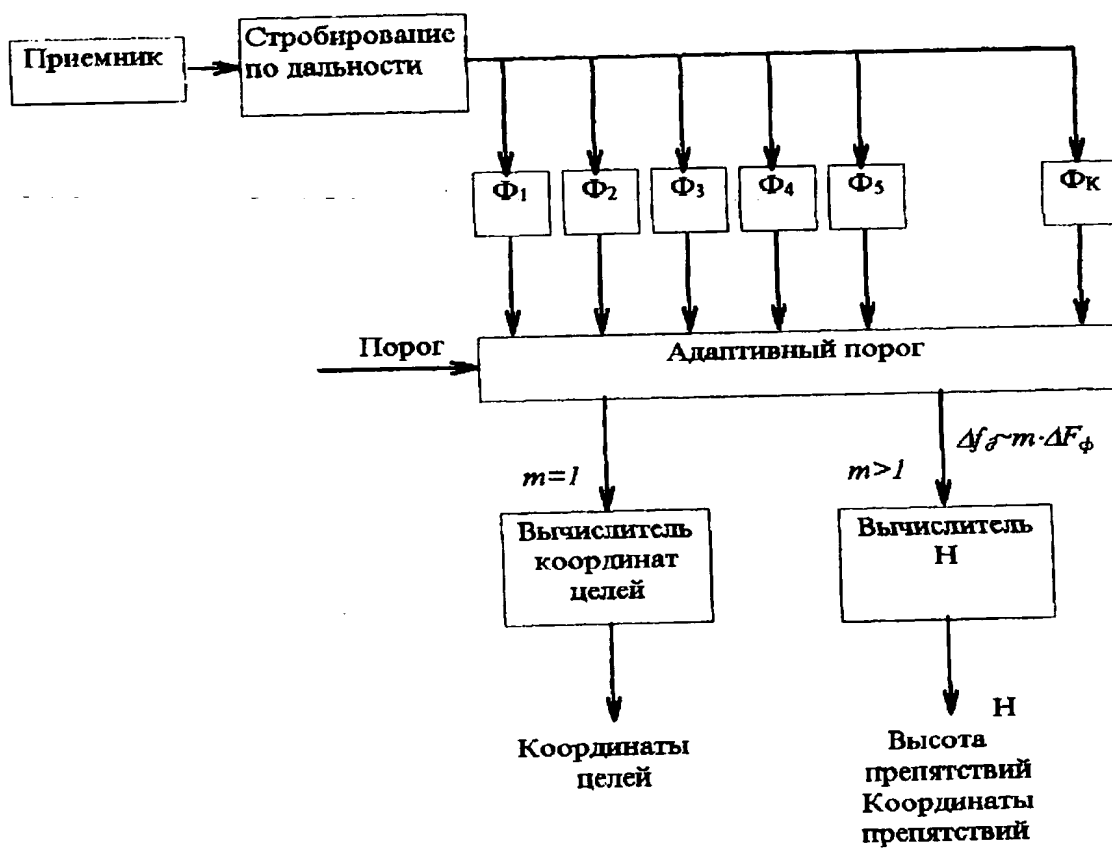 Приемник
Стробирование
по дальности
Ф1
Ф2
Ф3
Ф4
Ф5
ФК
Порог
Адаптивный порог
m=1
m>1
Δfд~m·ΔFф
Вычислитель
координат
целей
Вычислитель
Н
Координаты
целей
Н
Высота
препятствий
Координаты
препятствий